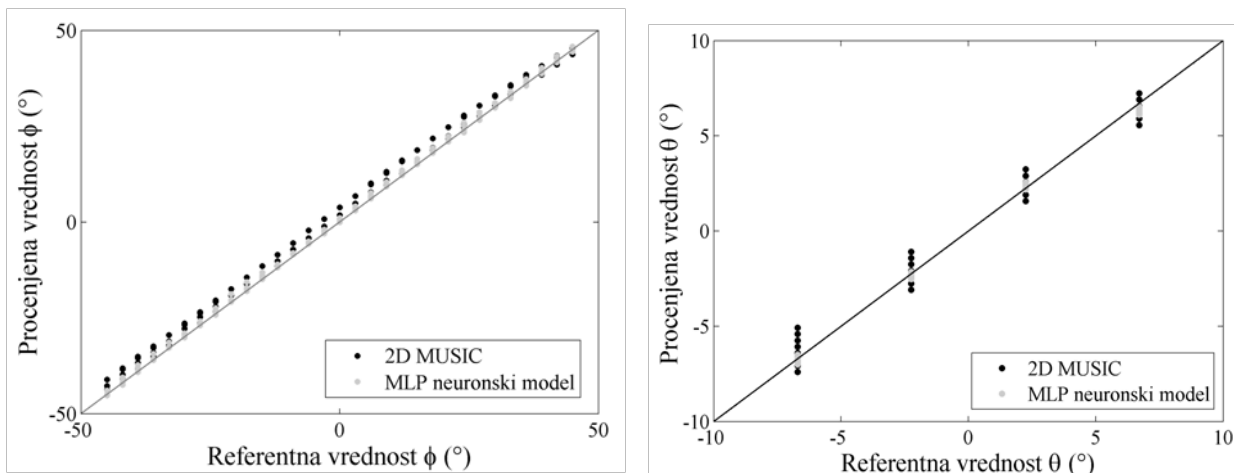 50
0
-50
-50
0
50
Procenjena vrednost ϕ (°)
Referentna vrednost ϕ (°)
2D MUSIC
MLP neuronski model
10
5
0
-5
-10
-10
-5
0
5
10
Procenjena vrednost θ (°)
Referentna vrednost θ (°)
2D MUSIC
MLP neuronski model